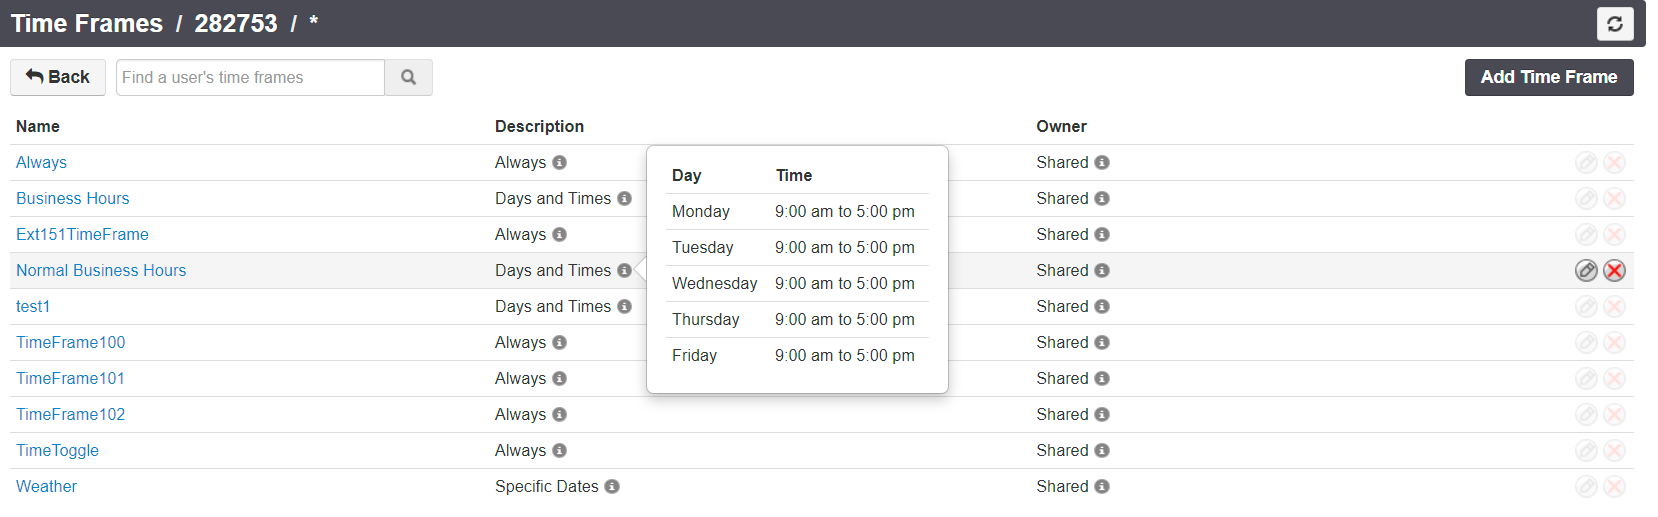 Time Frames / 282753 / *
Back
Find a user's time frames
Add Time Frame
Name Description Owner
Always Always Shared
Business Hours Days and Times Shared
Ext151TimeFrame Always Shared
Normal Business Hours Days and Times Shared
test1 Days and Times Shared
TimeFrame100 Always Shared
TimeFrame101 Always Shared
TimeFrame102 Always Shared
TimeToggle Always Shared
Weather Specific Dates Shared
Day Time
Monday 9:00 am to 5:00 pm
Tuesday 9:00 am to 5:00 pm
Wednesday 9:00 am to 5:00 pm
Thursday 9:00 am to 5:00 pm
Friday 9:00 am to 5:00 pm